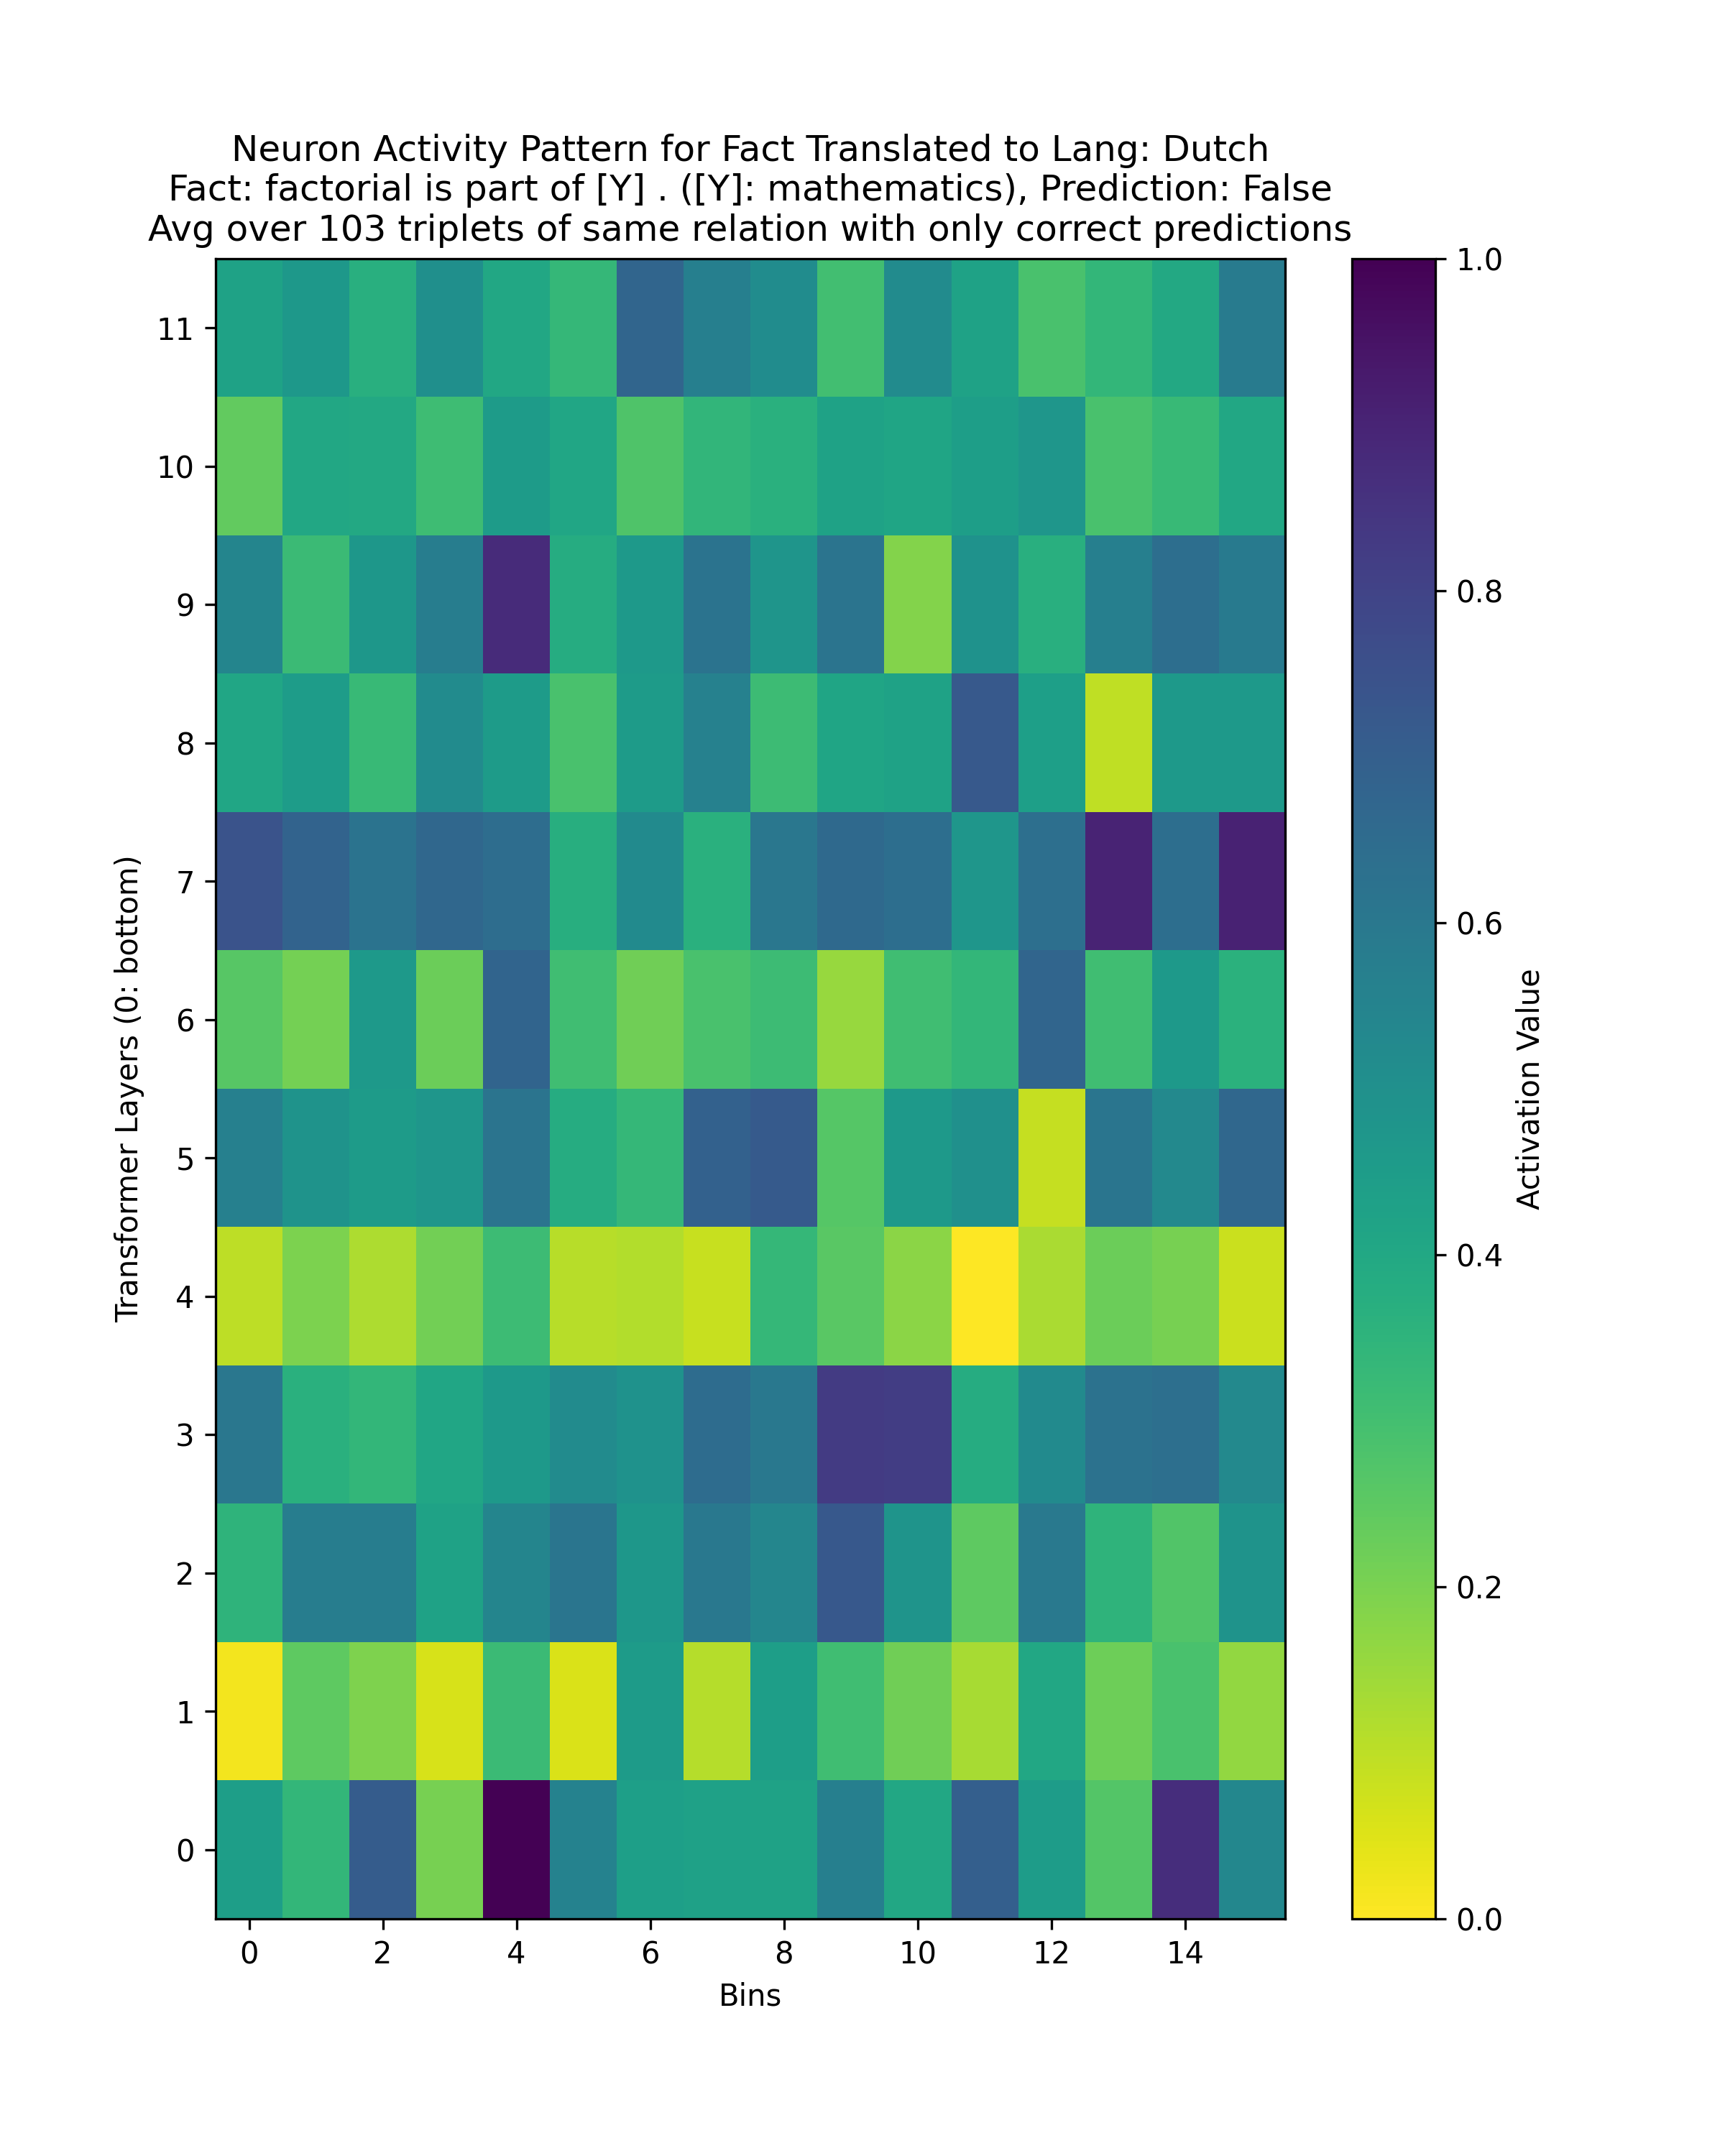 Neuron Activity Pattern for Fact Translated to Lang: Dutch
Fact: factorial is part of [Y] . ([Y]: mathematics), Prediction: False
Avg over 103 triplets of same relation with only correct predictions
11
10
9
8
7
6
5
4
3
2
1
0
Transformer Layers (0: bottom)
0 2 4 6 8 10 12 14
Bins
1.0
0.8
0.6
0.4
0.2
0.0
Activation Value